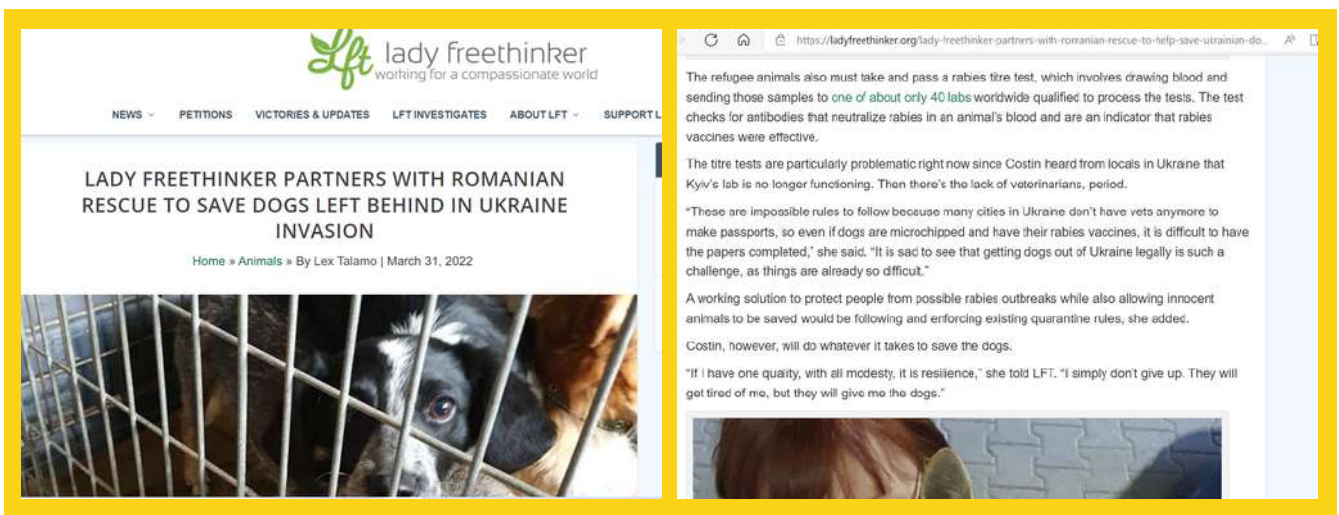 Lft lady freethinker
working for a compassionate world
NEWS PETITIONS VICTORIES & UPDATES LFT INVESTIGATES ABOUT LFT SUPPORT L
LADY FREETHINKER PARTNERS WITH ROMANIAN
RESCUE TO SAVE DOGS LEFT BEHIND IN UKRAINE
INVASION
Home » Animals » By Lex Talamo | March 31, 2022
https://ladyfreethinker.org/lady-freethinker-partners-with-romanian-rescue-to-help-save-ukrainian-do...
The refugee animals also must take and pass a rabies titre test, which involves drawing blood and
sending those samples to one of about only 40 labs worldwide qualified to process the tests. The test
checks for antibodies that neutralize rabies in an animal's blood and are an indicator that rabies
vaccines were effective.
The titre tests are particularly problematic right now since Costin heard from locals in Ukraine that
Kyiv's lab is no longer functioning. Then there's the lack of veterinarians, period.
“These are impossible rules to follow because many cities in Ukraine don't have vets anymore to
make passports, so even if dogs are microchipped and have their rabies vaccines, it is difficult to have
the papers completed,” she said. “It is sad to see that getting dogs out of Ukraine legally is such a
challenge, as things are already so difficult.”
A working solution to protect people from possible rabies outbreaks while also allowing innocent
animals to be saved would be following and enforcing existing quarantine rules, she added.
Costin, however, will do whatever it takes to save the dogs.
“If I have one quality, with all modesty, it is resilience,” she told LFT. “I simply don't give up. They will
get tired of me, but they will give me the dogs.”